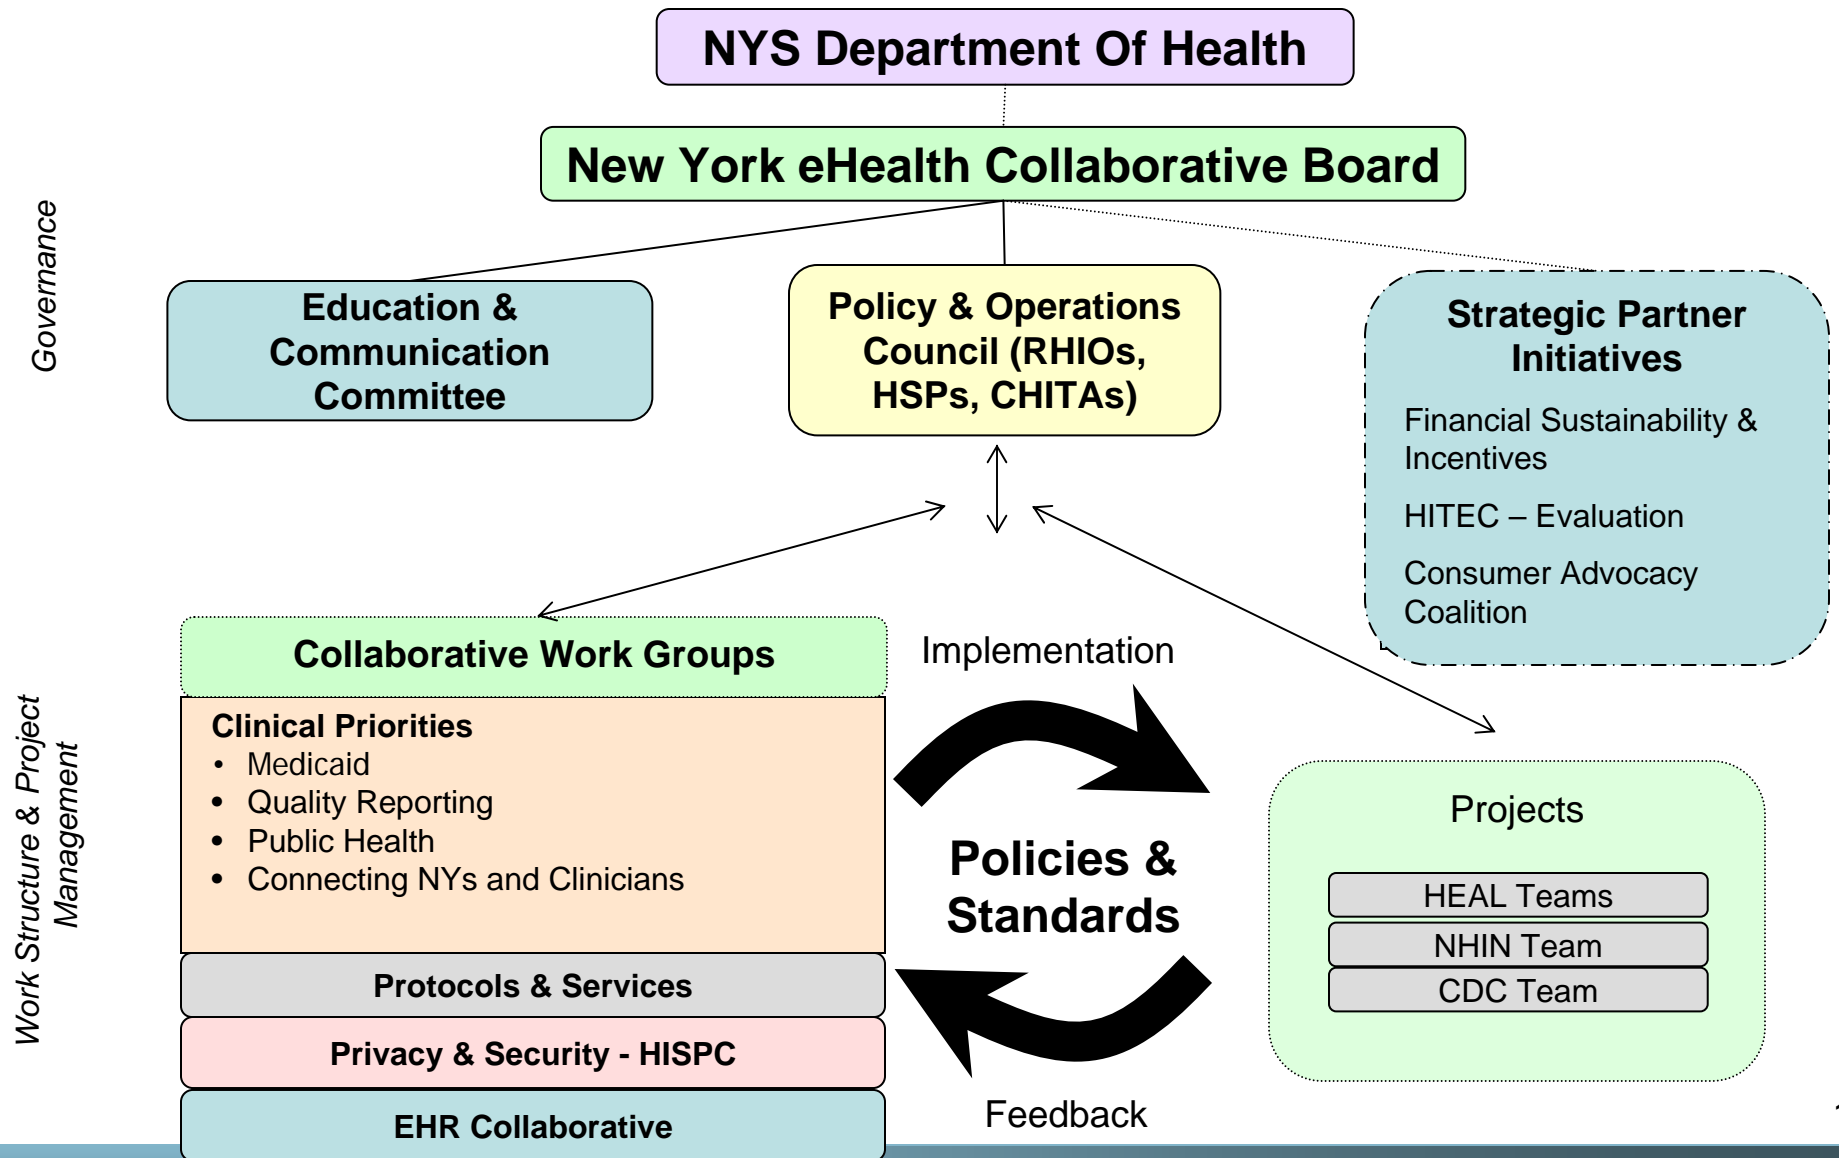 NYS Department Of Health
New York eHealth Collaborative Board
Governance
Education &
Communication
Committee
Policy & Operations
Council (RHIOs,
HSPs, CHITAs)
Strategic Partner
Initiatives
Financial Sustainability &
Incentives
HITEC – Evaluation
Consumer Advocacy
Coalition
Work Structure & Project
Management
Collaborative Work Groups
Clinical Priorities
• Medicaid
• Quality Reporting
• Public Health
• Connecting NYs and Clinicians
Protocols & Services
Privacy & Security - HISPC
EHR Collaborative
Implementation
Policies &
Standards
Feedback
Projects
HEAL Teams
NHIN Team
CDC Team